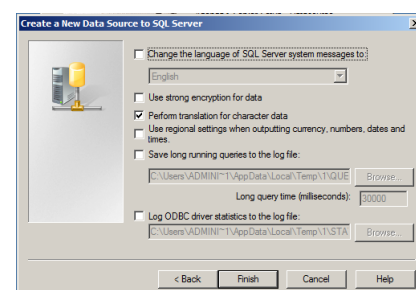 Create a New Data Source to SQL Server
Change the language of SQL Server system messages to:
English
Use strong encryption for data
Perform translation for character data
Use regional settings when outputting currency, numbers, dates and
times.
Save long running queries to the log file:
C:\Users\ADMINI~1\AppData\Local\Temp\1\QUE
Browse...
Long query time (milliseconds):
30000
Log ODBC driver statistics to the log file:
C:\Users\ADMINI~1\AppData\Local\Temp\1\STA
Browse...
< Back
Finish
Cancel
Help